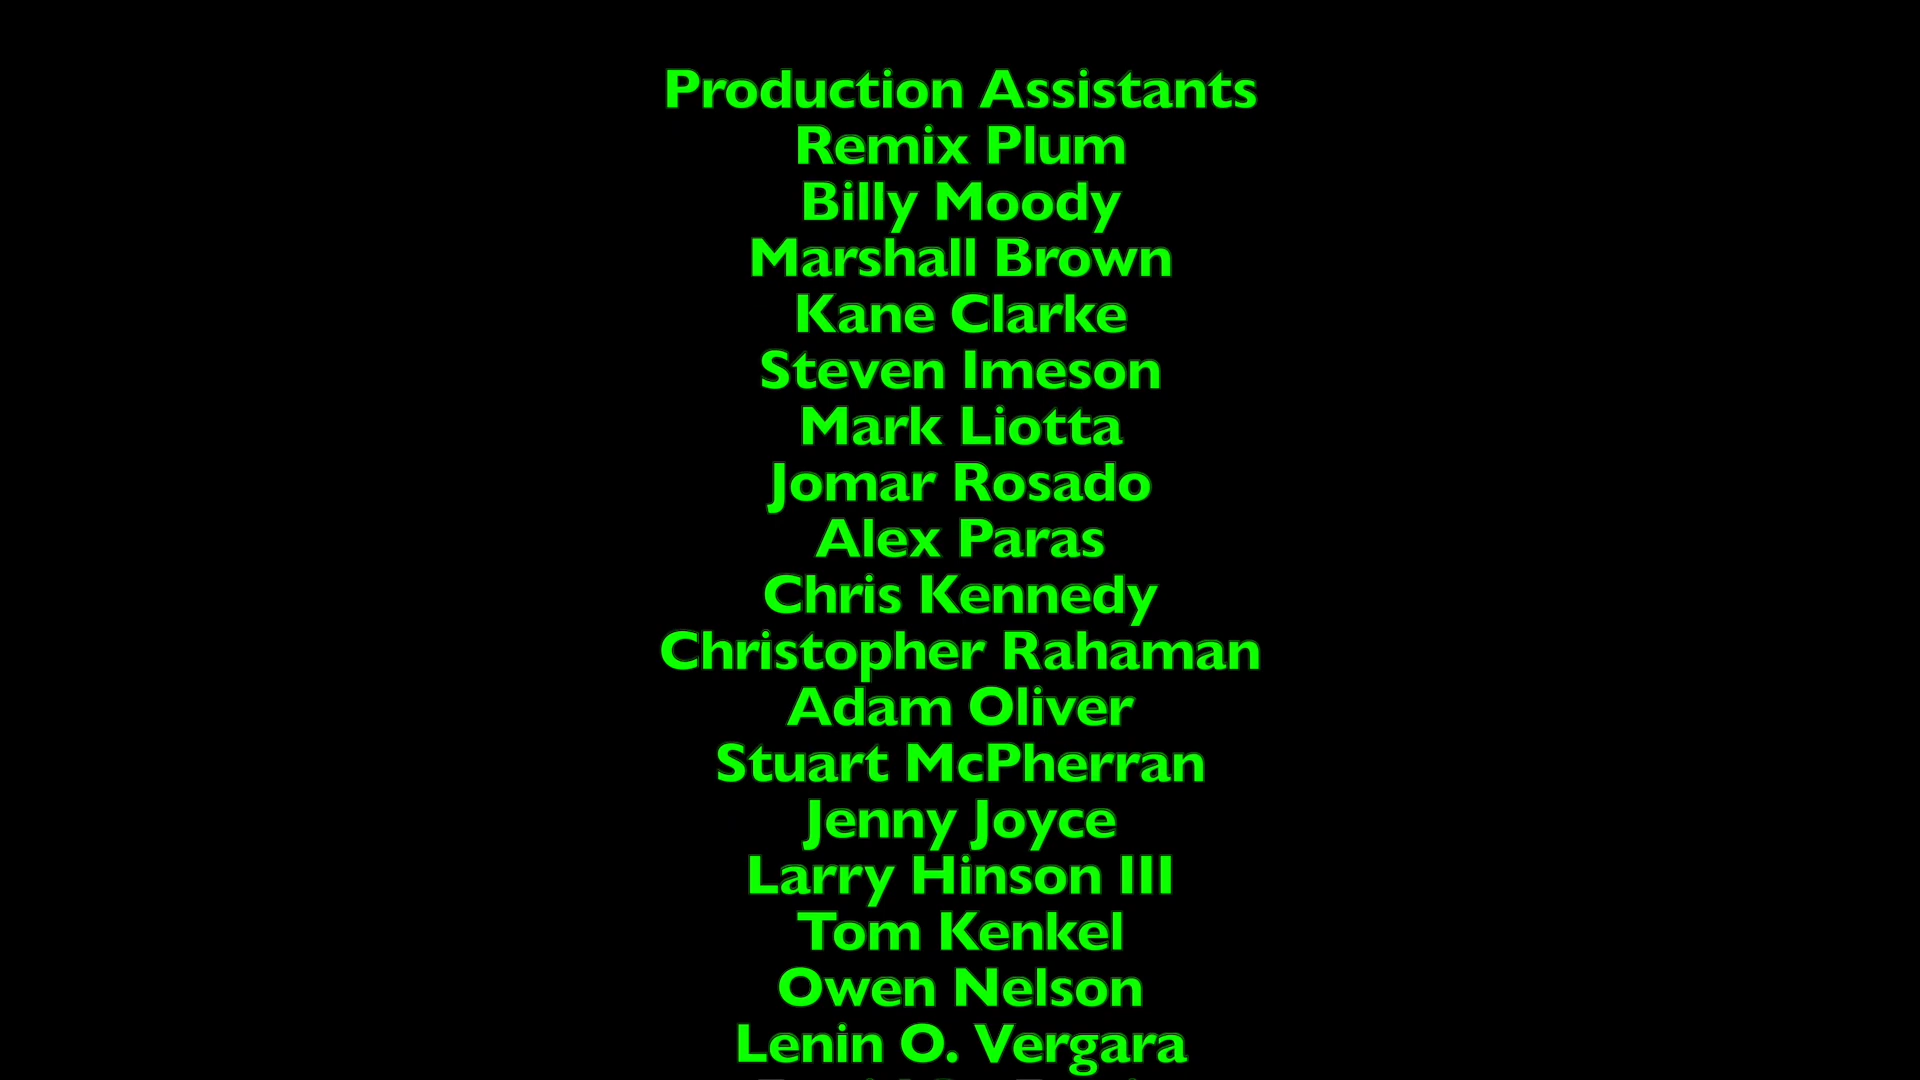 Production Assistants
Remix Plum
Billy Moody
Marshall Brown
Kane Clarke
Steven Imeson
Mark Liotta
Jomar Rosado
Alex Paras
Chris Kennedy
Christopher Rahaman
Adam Oliver
Stuart McPherran
Jenny Joyce
Larry Hinson III
Tom Kenkel
Owen Nelson
Lenin O. Vergara